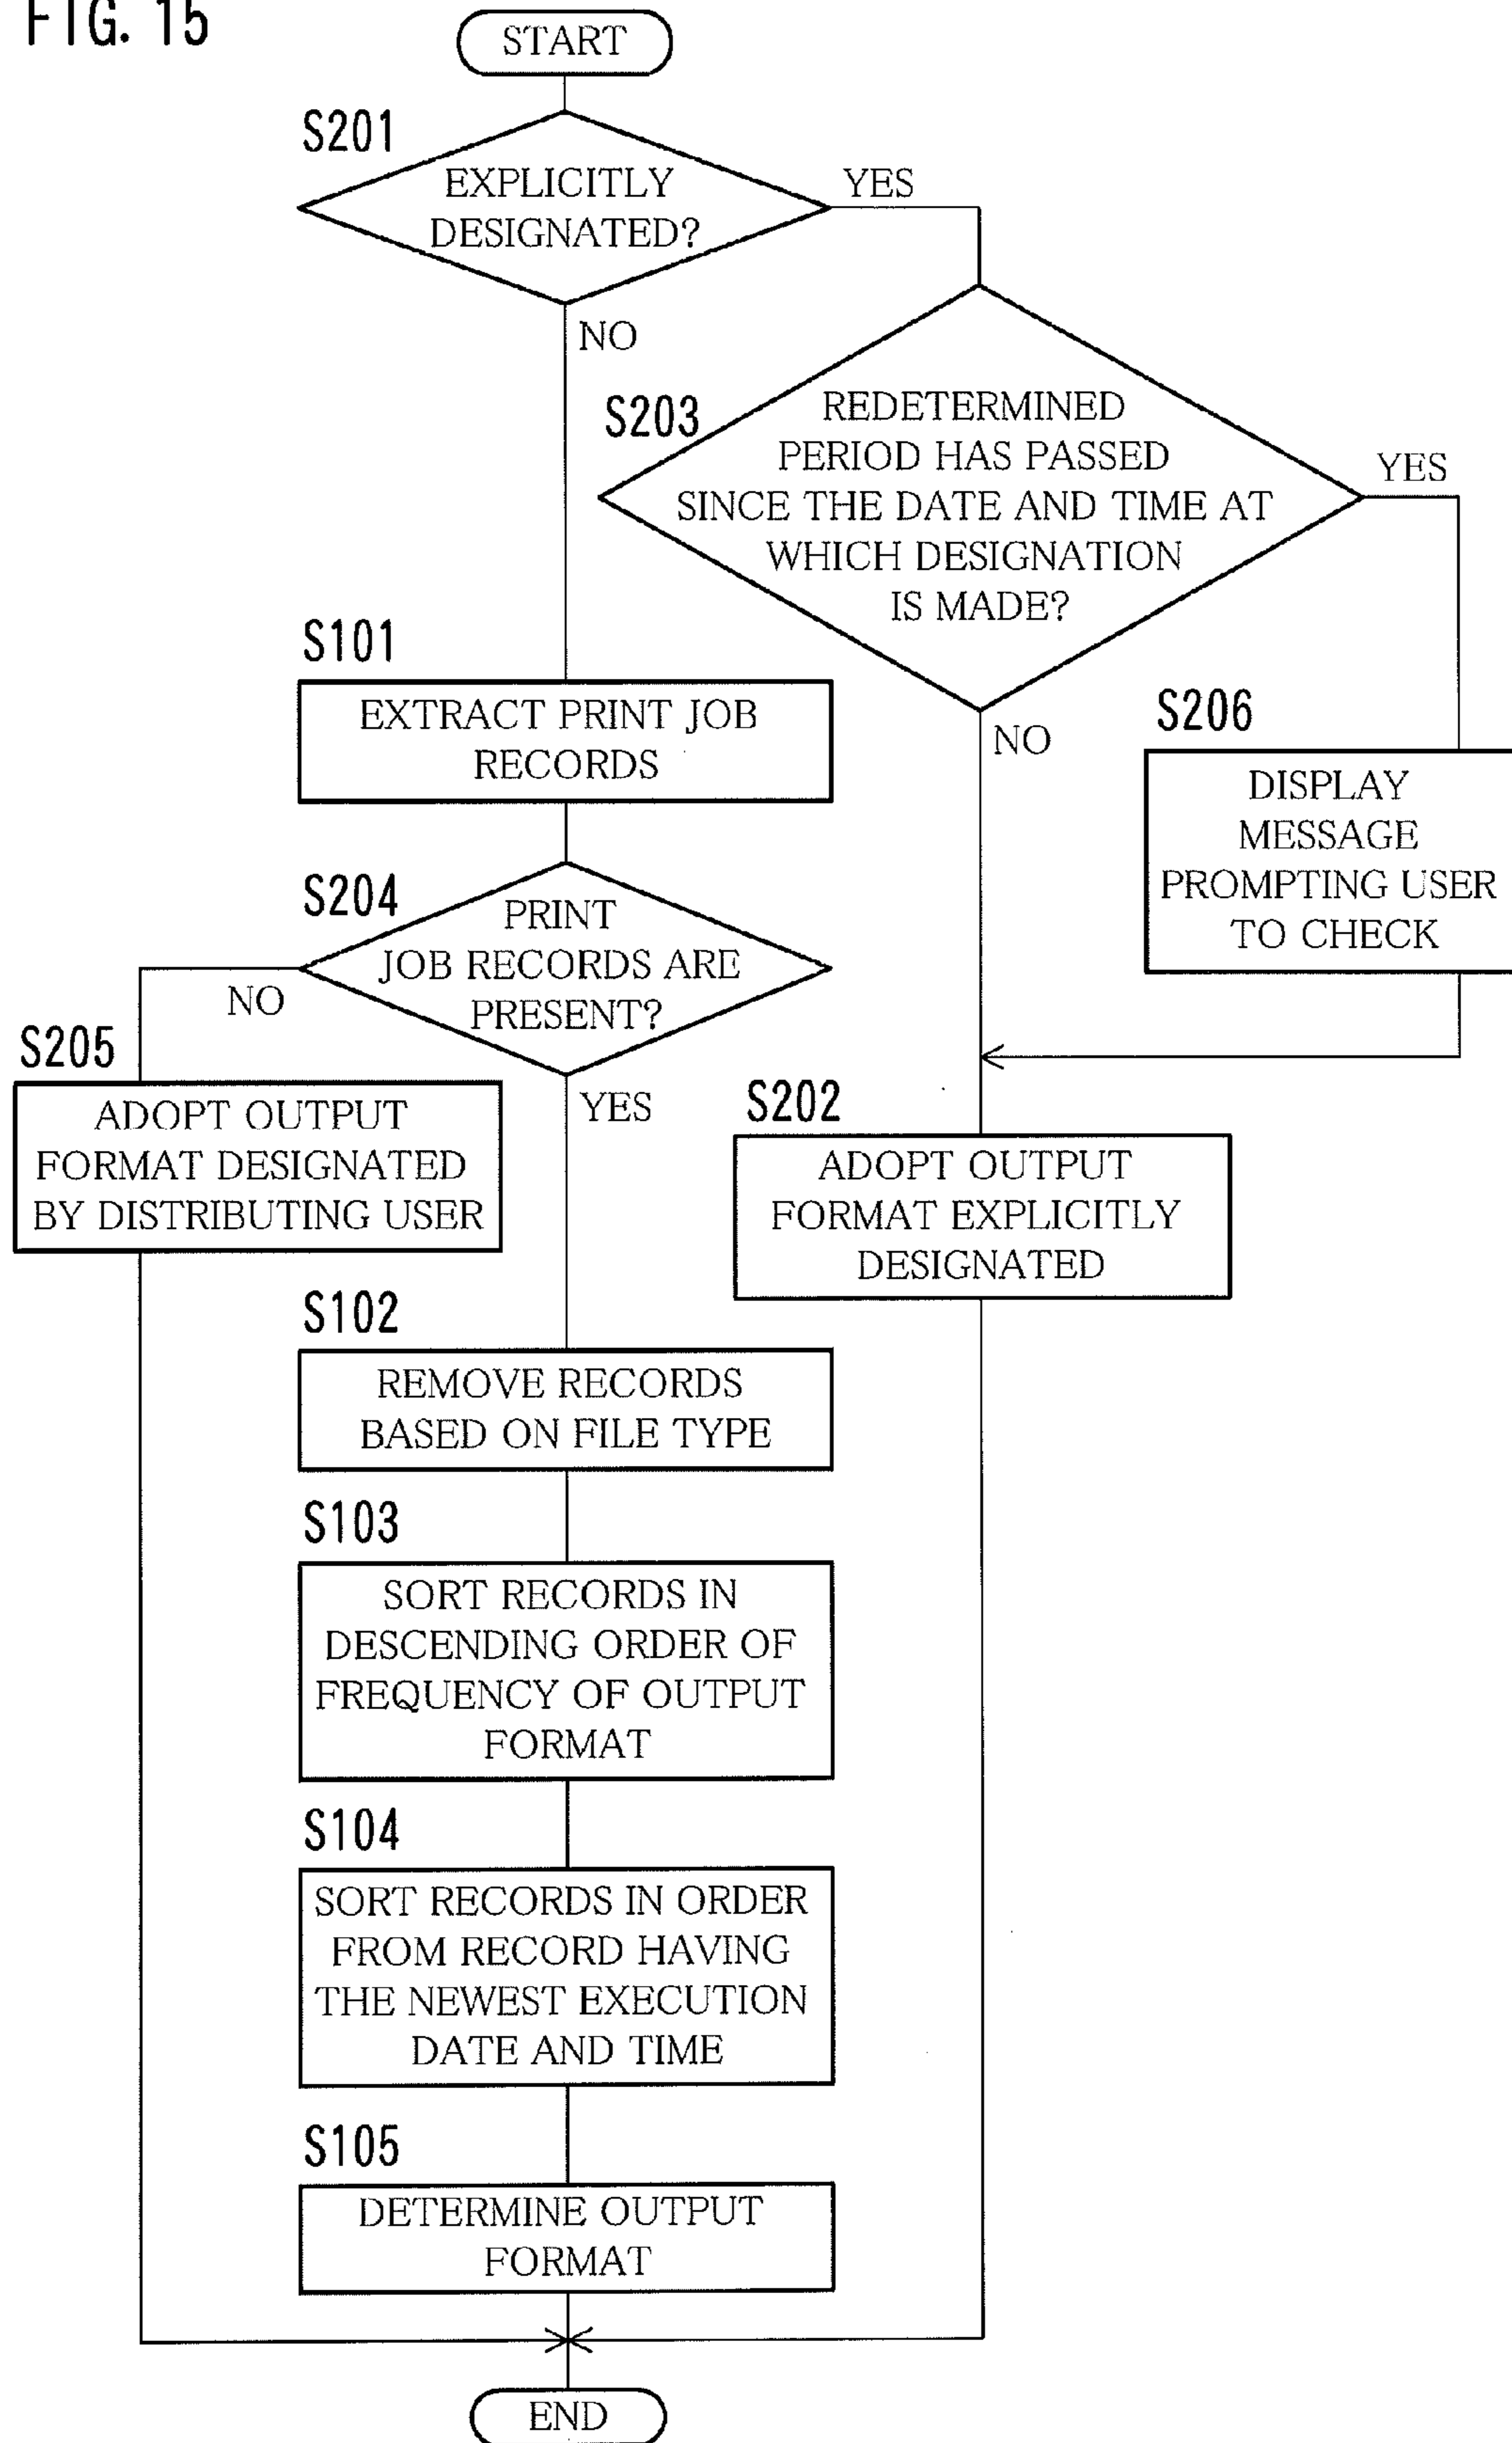 FIG. 15
START
S201
EXPLICITLY
DESIGNATED?
YES
NO
S203
REDETERMINED
PERIOD HAS PASSED
SINCE THE DATE AND TIME AT
WHICH DESIGNATION
IS MADE?
YES
NO
S101
EXTRACT PRINT JOB
RECORDS
S206
DISPLAY
MESSAGE
PROMPTING USER
TO CHECK
S204
PRINT
JOB RECORDS ARE
PRESENT?
NO
YES
S205
ADOPT OUTPUT
FORMAT DESIGNATED
BY DISTRIBUTING USER
S202
ADOPT OUTPUT
FORMAT EXPLICITLY
DESIGNATED
S102
REMOVE RECORDS
BASED ON FILE TYPE
S103
SORT RECORDS IN
DESCENDING ORDER OF
FREQUENCY OF OUTPUT
FORMAT
S104
SORT RECORDS IN ORDER
FROM RECORD HAVING
THE NEWEST EXECUTION
DATE AND TIME
S105
DETERMINE OUTPUT
FORMAT
END